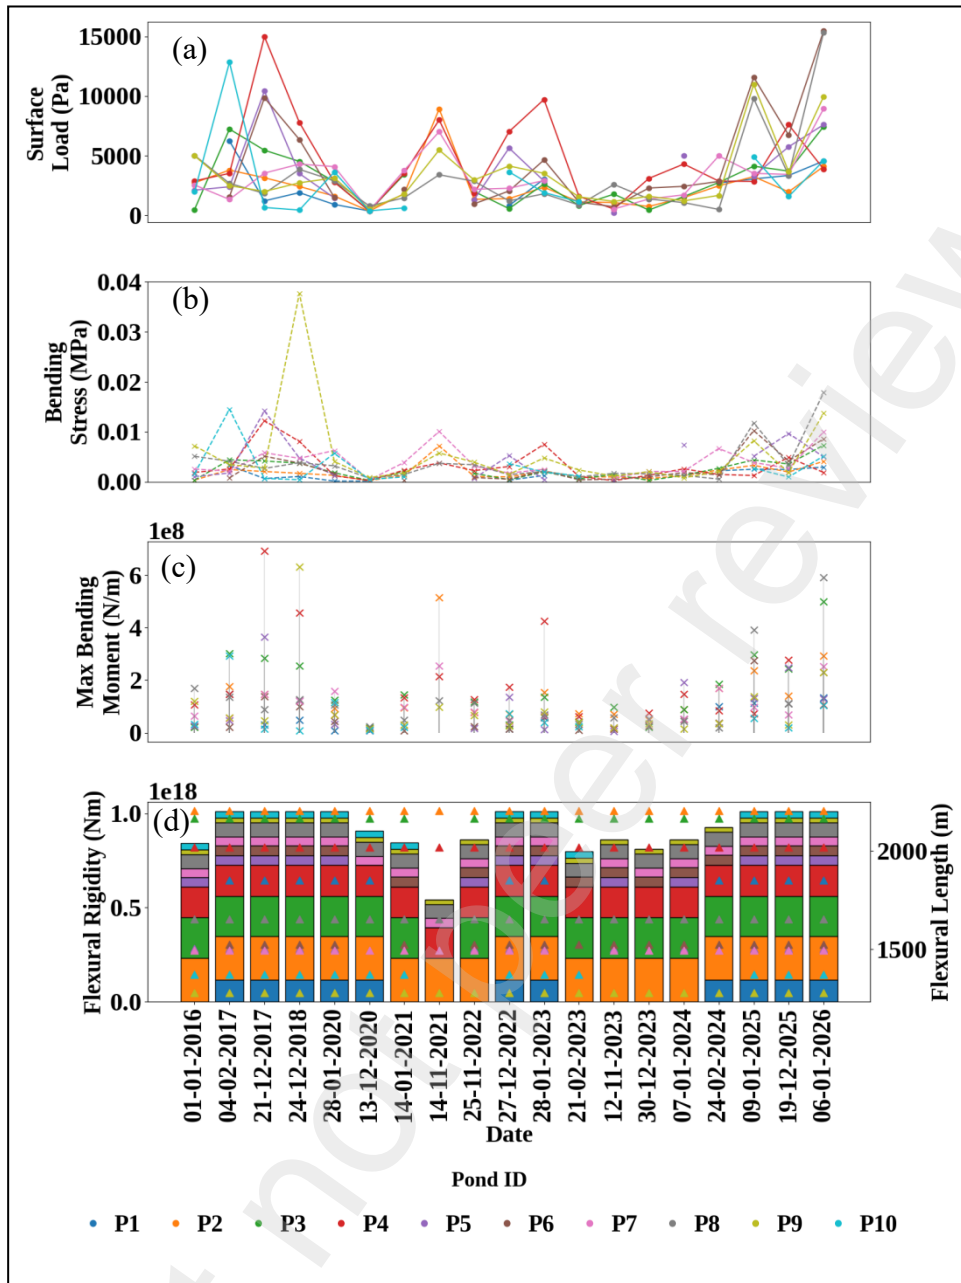 (a)
Surface
Load (Pa)
15000
10000
5000
0
(b)
Bending
Stress (MPa)
0.04
0.03
0.02
0.01
0.00
1e8
(c)
Max Bending
Moment (N/m)
6
4
2
0
1e18
(d)
Flexural Rigidity (Nm)
1.0
0.5
0.0
2000
1500
Flexural Length (m)
01-01-2016
04-02-2017
21-12-2017
24-12-2018
28-01-2020
13-12-2020
14-01-2021
14-11-2021
25-11-2022
27-12-2022
28-01-2023
21-02-2023
12-11-2023
30-12-2023
07-01-2024
24-02-2024
09-01-2025
19-12-2025
06-01-2026
Date
Pond ID
P1 P2 P3 P4 P5 P6 P7 P8 P9 P10
not peer review